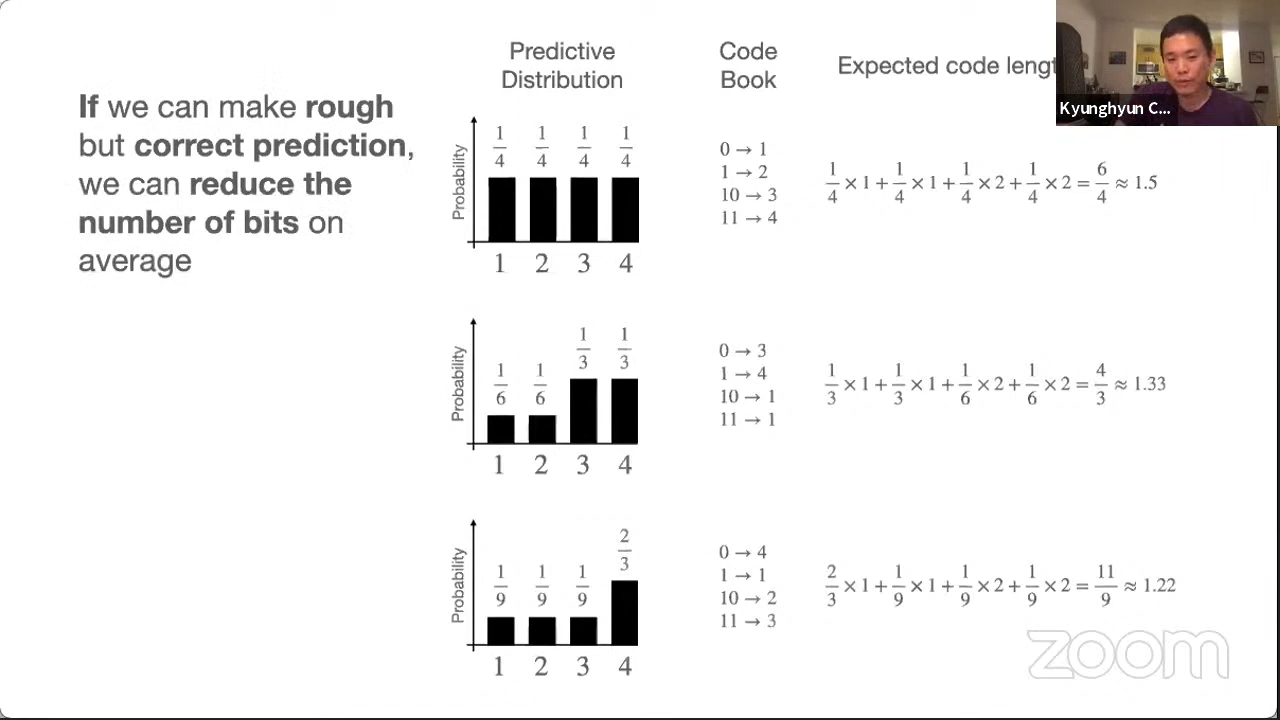 If we can make rough
but correct prediction,
we can reduce the
number of bits on
average
Predictive
Distribution
Code
Book
Expected code lengt
Kyunghyun C...
Probability
1/4 1/4 1/4 1/4
1 2 3 4
0 → 1
1 → 2
10 → 3
11 → 4
1/4 × 1 + 1/4 × 1 + 1/4 × 2 + 1/4 × 2 = 6/4 ≈ 1.5
Probability
1/6 1/6 1/3 1/3
1 2 3 4
0 → 3
1 → 4
10 → 1
11 → 1
1/3 × 1 + 1/3 × 1 + 1/6 × 2 + 1/6 × 2 = 4/3 ≈ 1.33
Probability
1/9 1/9 1/9 2/3
1 2 3 4
0 → 4
1 → 1
10 → 2
11 → 3
2/3 × 1 + 1/9 × 1 + 1/9 × 2 + 1/9 × 2 = 11/9 ≈ 1.22
zoom